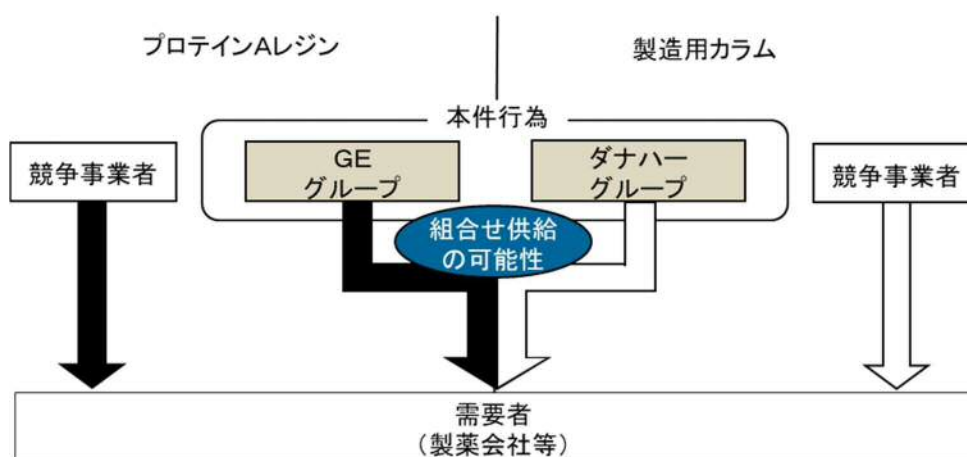 プロテインAレジン
製造用カラム
本件行為
競争事業者
GE
グループ
ダナハー
グループ
競争事業者
組合せ供給
の可能性
需要者
（製薬会社等）